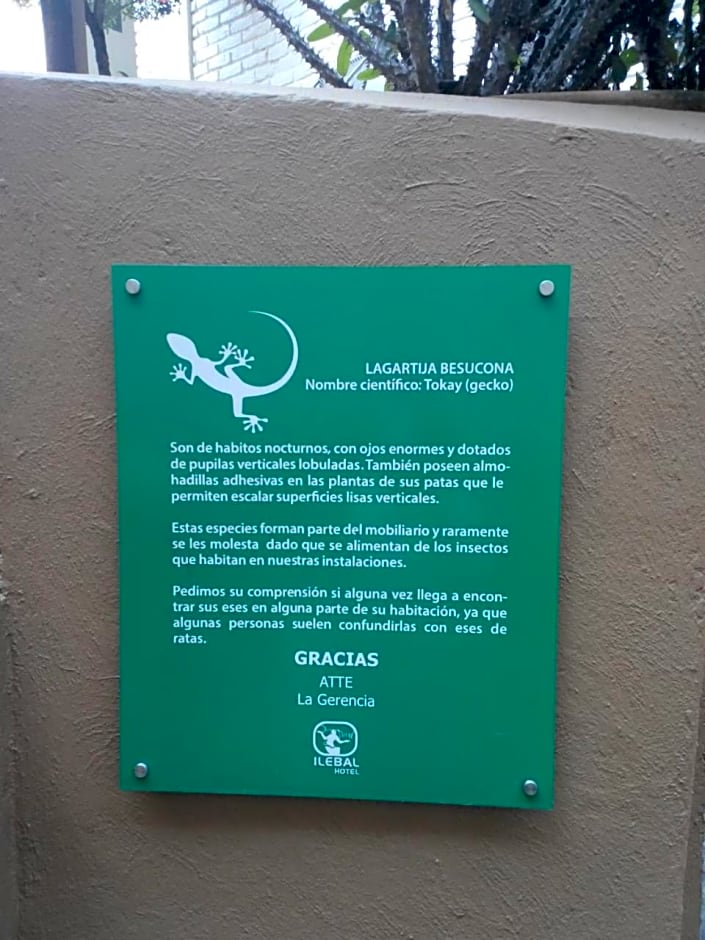 LAGARTIJA BESUCONA
Nombre científico: Tokay (gecko)
Son de habitos nocturnos, con ojos enormes y dotados
de pupilas verticales lobuladas. También poseen almo-
hadillas adhesivas en las plantas de sus patas que le
permiten escalar superficies lisas verticales.
Estas especies forman parte del mobiliario y raramente
se les molesta dado que se alimentan de los insectos
que habitan en nuestras instalaciones.
Pedimos su comprensión si alguna vez llega a encon-
trar sus eses en alguna parte de su habitación, ya que
algunas personas suelen confundirlas con eses de
ratas.
GRACIAS
ATTE
La Gerencia
ILEBAL
HOTEL